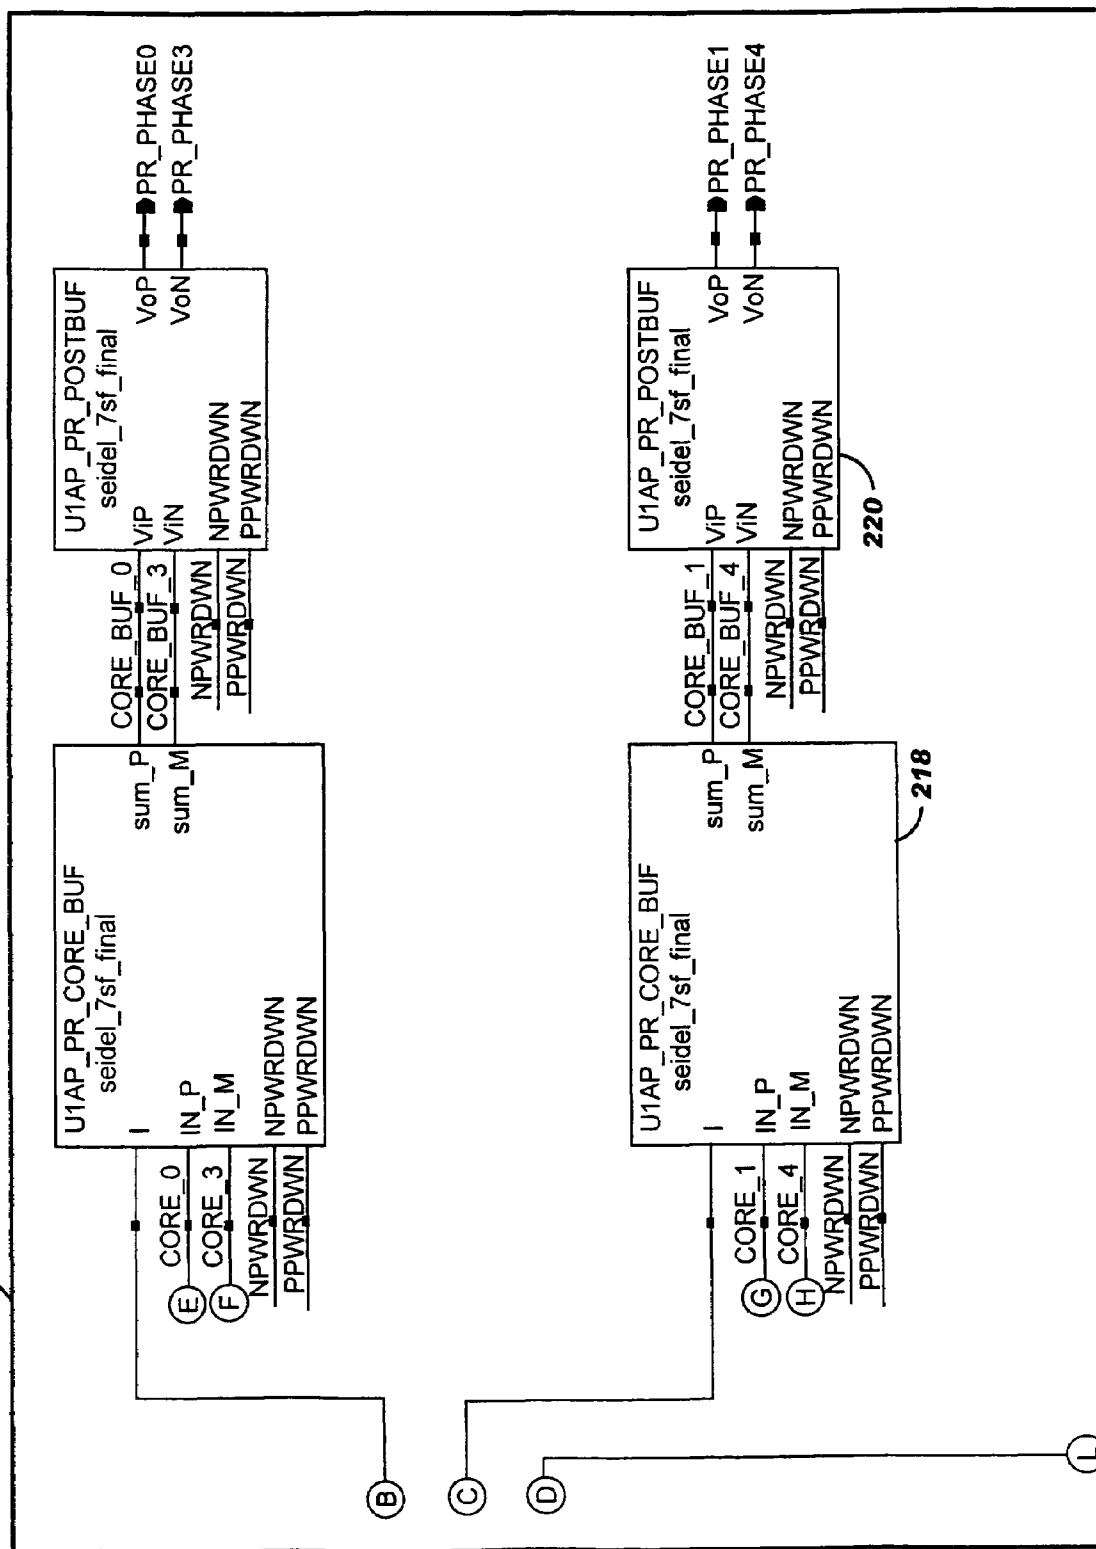 U1AP_PR_CORE_BUF
seidel_7sf_final
I
IN_P
IN_M
NPWRDWN
PPWRDWN
sum_P
sum_M
CORE_0
CORE_3
NPWRDWN
PPWRDWN
E
F
B
CORE_BUF_0
CORE_BUF_3
NPWRDWN
PPWRDWN
U1AP_PR_POSTBUF
seidel_7sf_final
ViP
ViN
NPWRDWN
PPWRDWN
VoP
VoN
PR_PHASE0
PR_PHASE3
U1AP_PR_CORE_BUF
seidel_7sf_final
I
IN_P
IN_M
NPWRDWN
PPWRDWN
sum_P
sum_M
218
CORE_1
CORE_4
NPWRDWN
PPWRDWN
G
H
C
D
L
CORE_BUF_1
CORE_BUF_4
NPWRDWN
PPWRDWN
U1AP_PR_POSTBUF
seidel_7sf_final
ViP
ViN
NPWRDWN
PPWRDWN
VoP
VoN
220
PR_PHASE1
PR_PHASE4